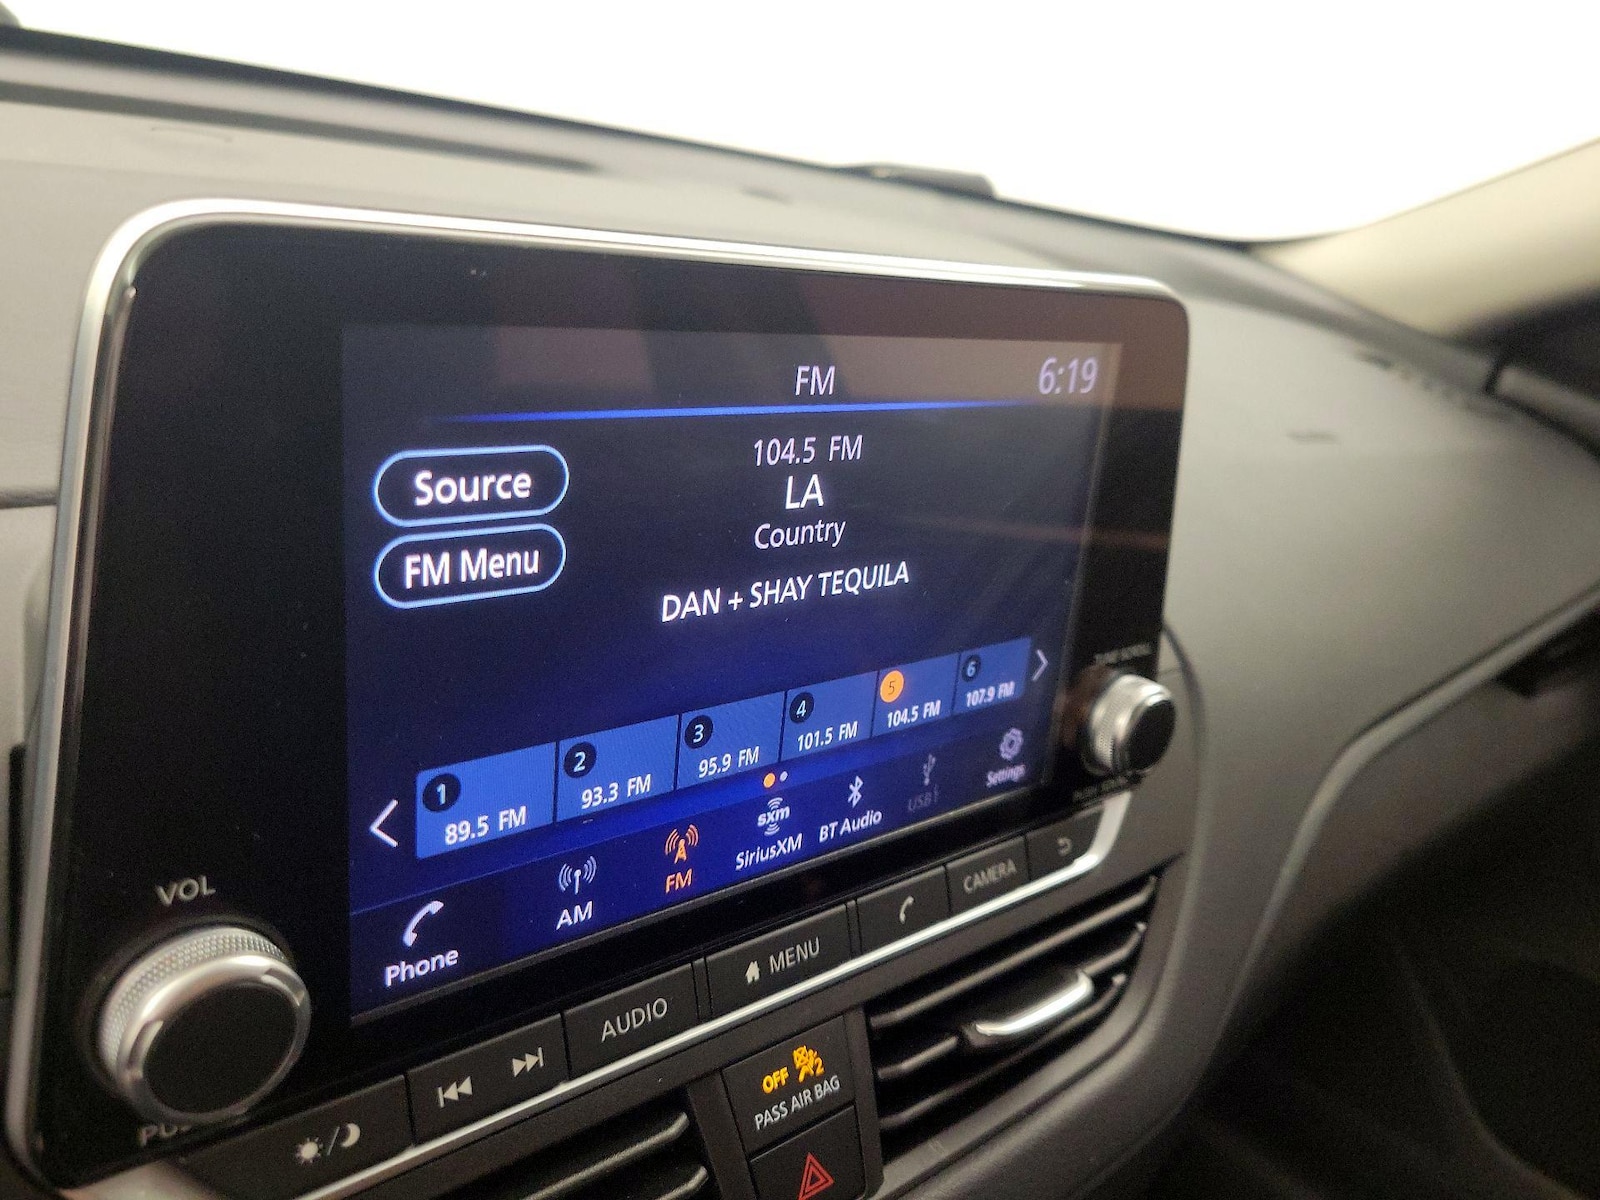 FM
6:19
Source
FM Menu
104.5 FM
LA
Country
DAN + SHAY TEQUILA
1
89.5 FM
2
93.3 FM
3
95.9 FM
4
101.5 FM
5
104.5 FM
6
107.9 FM
Phone
AM
FM
sxm
SiriusXM
BT Audio
USB1
Settings
VOL
AUDIO
MENU
CAMERA
OFF
2
PASS AIR BAG